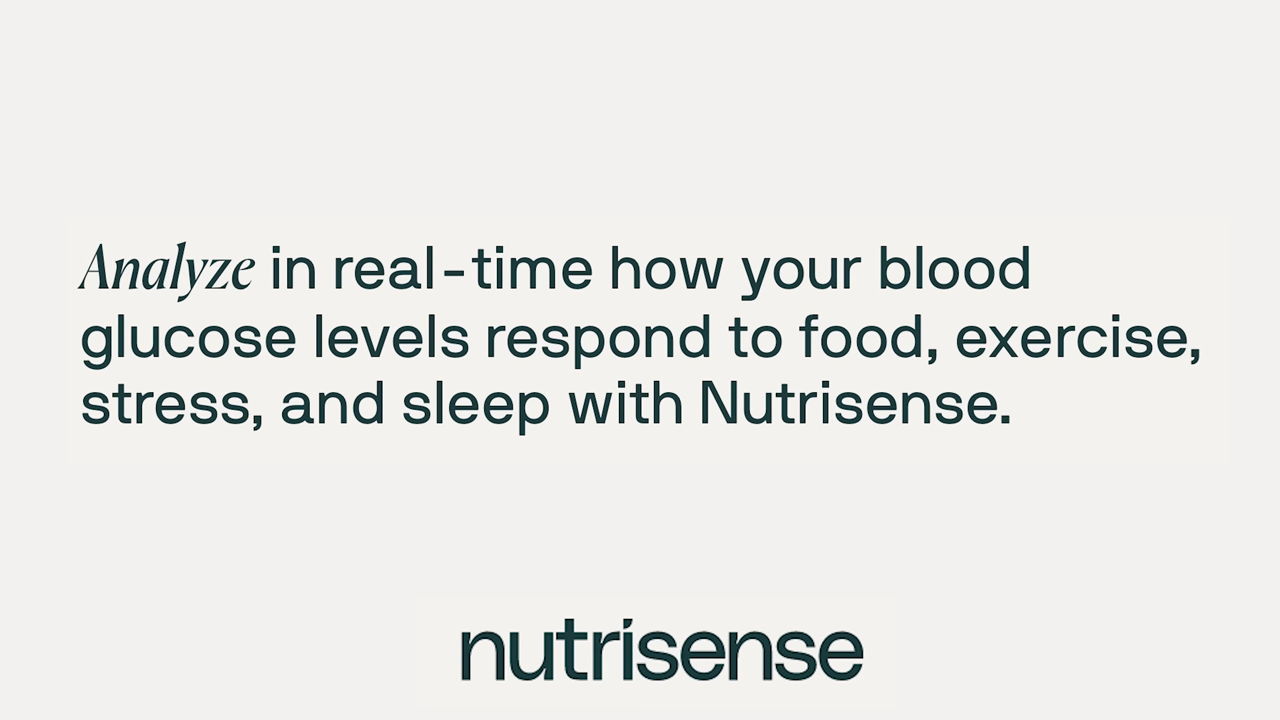 Analyze in real-time how your blood
glucose levels respond to food, exercise,
stress, and sleep with Nutrisense.
nutrisense